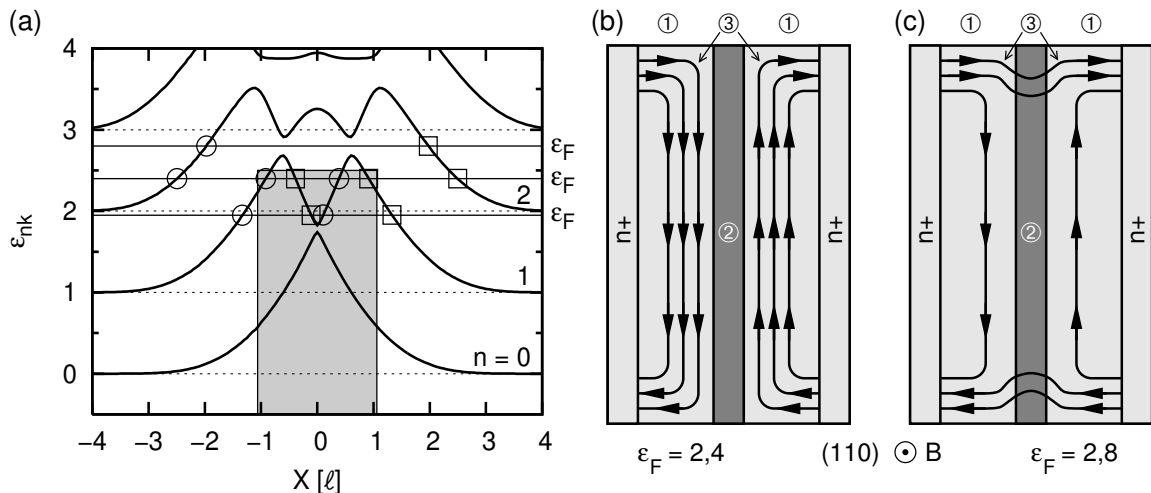 (a)
4
3
2
1
0
ε_nk
−4 −3 −2 −1 0 1 2 3 4
X [ℓ]
ε_F
ε_F
ε_F
2
1
n = 0
(b)
① ③ ①
n+
②
n+
ε_F = 2,4
(110) ⊙ B
(c)
① ③ ①
n+
②
n+
ε_F = 2,8